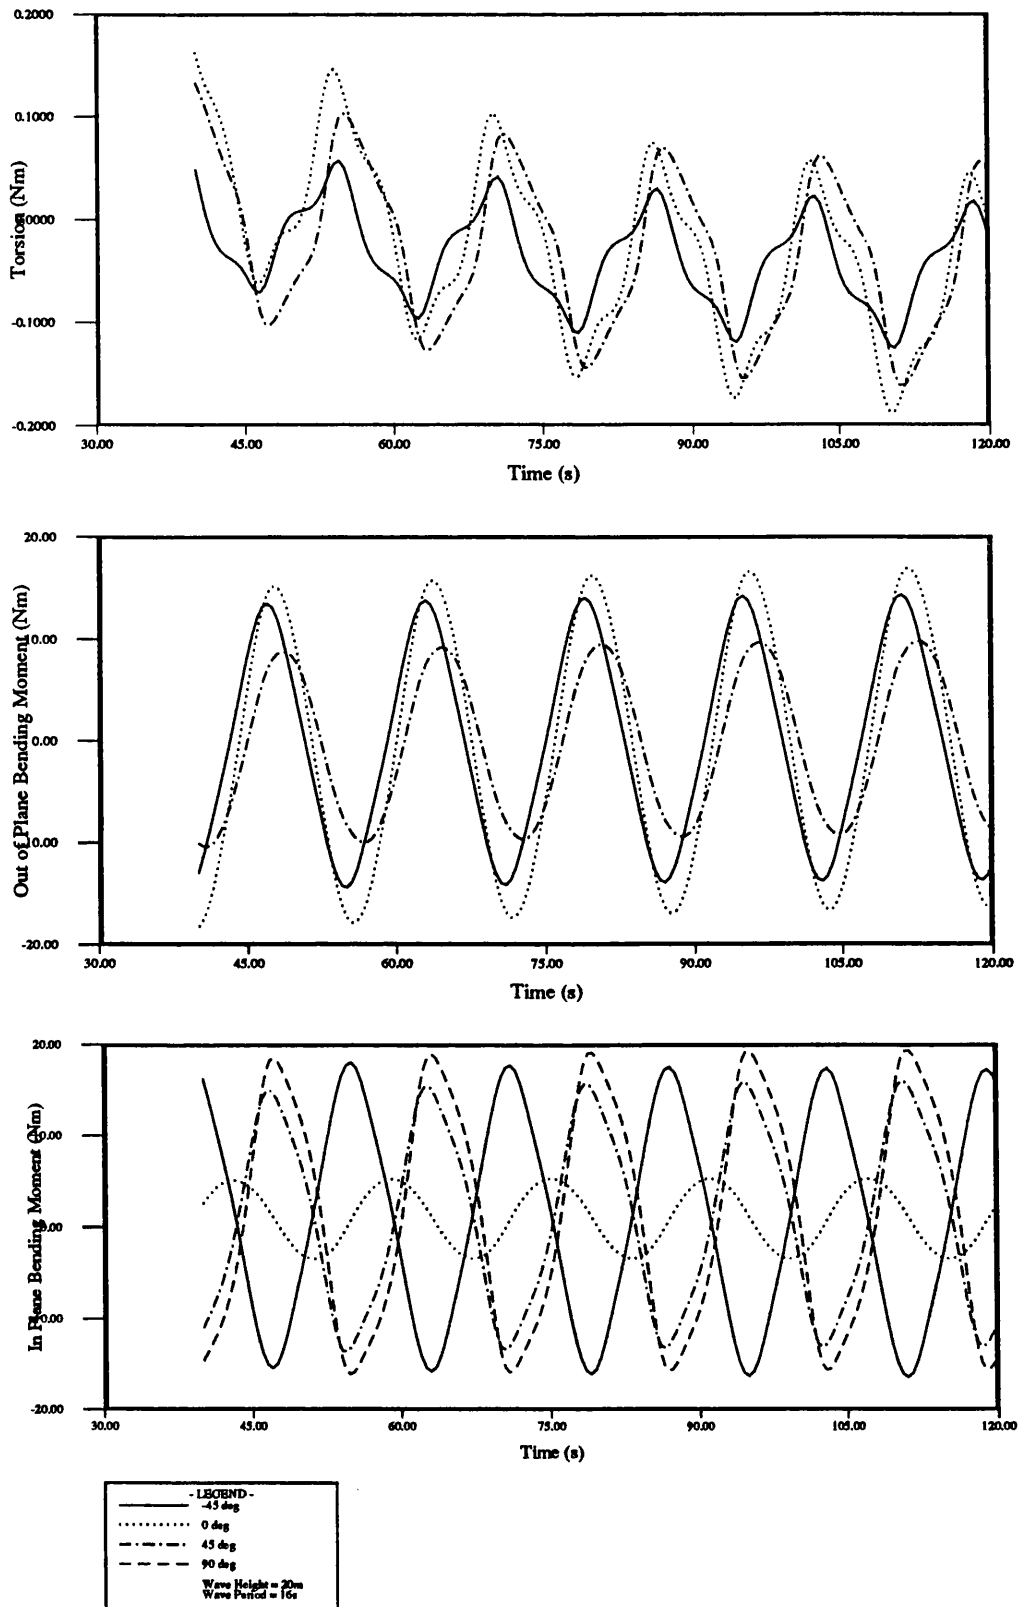 0.2000
0.1000
0.0000
-0.1000
-0.2000
Torsion (Nm)
30.00 45.00 60.00 75.00 90.00 105.00 120.00
Time (s)
20.00
10.00
0.00
-10.00
-20.00
Out of Plane Bending Moment (Nm)
30.00 45.00 60.00 75.00 90.00 105.00 120.00
Time (s)
20.00
10.00
0.00
-10.00
-20.00
In Plane Bending Moment (Nm)
30.00 45.00 60.00 75.00 90.00 105.00 120.00
Time (s)
- LEGEND -
-45 deg
0 deg
45 deg
90 deg
Wave Height = 20m
Wave Period = 16s